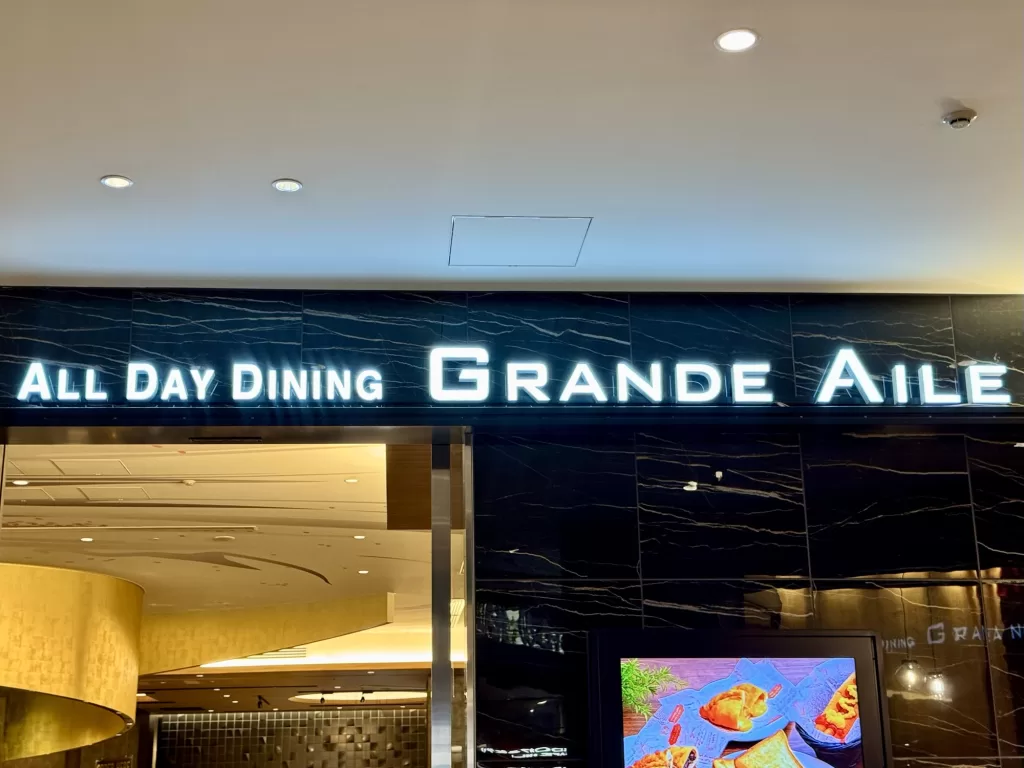 ALL DAY DINING GRANDE AILE